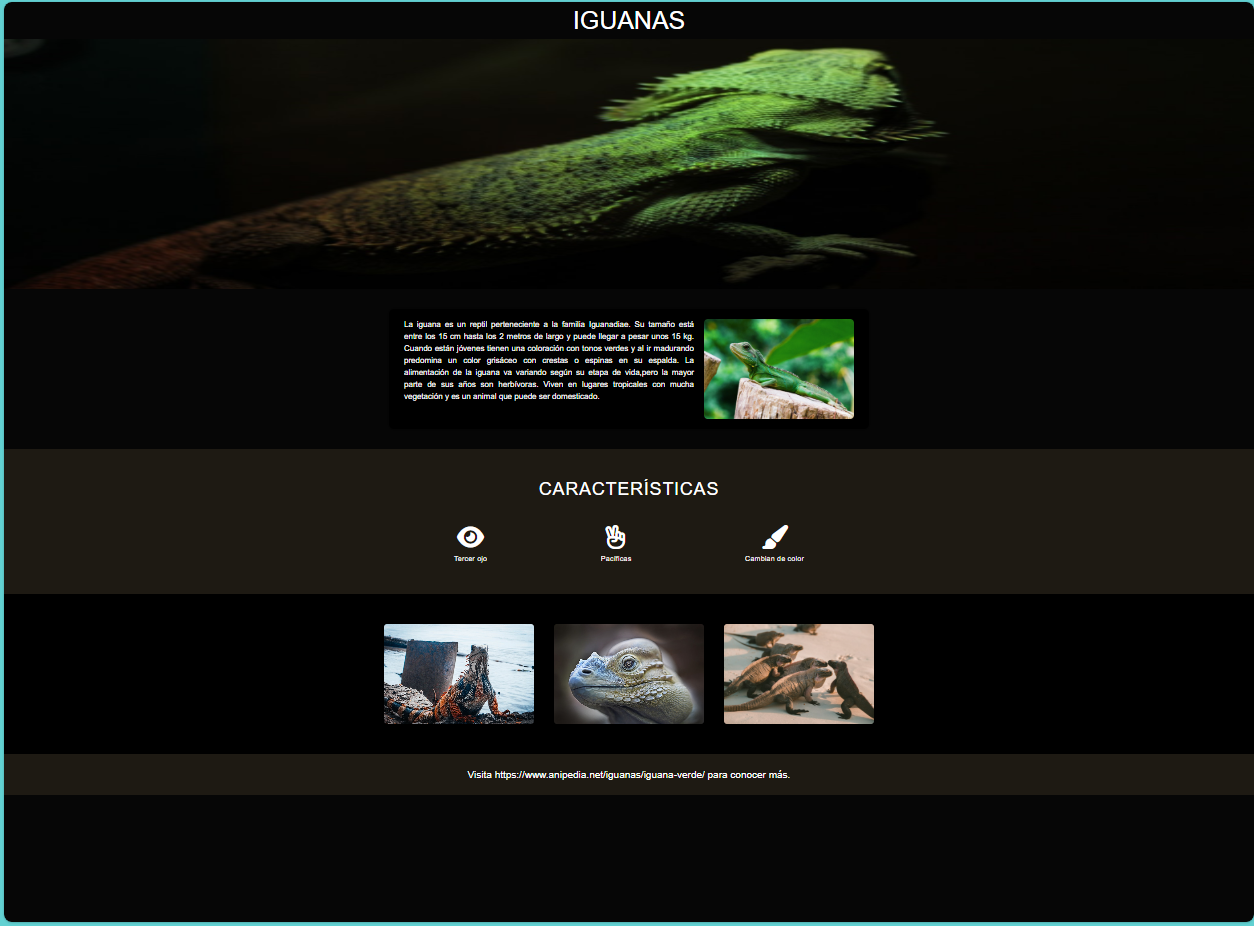 IGUANAS
La iguana es un reptil perteneciente a la familia Iguanadiae. Su tamaño está
entre los 15 cm hasta los 2 metros de largo y puede llegar a pesar unos 15 kg.
Cuando están jóvenes tienen una coloración con tonos verdes y al ir madurando
predomina un color grisáceo con crestas o espinas en su espalda. La
alimentación de la iguana va variando según su etapa de vida,pero la mayor
parte de sus años son herbívoras. Viven en lugares tropicales con mucha
vegetación y es un animal que puede ser domesticado.
CARACTERÍSTICAS
Tercer ojo
Pacíficas
Cambian de color
Visita https://www.anipedia.net/iguanas/iguana-verde/ para conocer más.